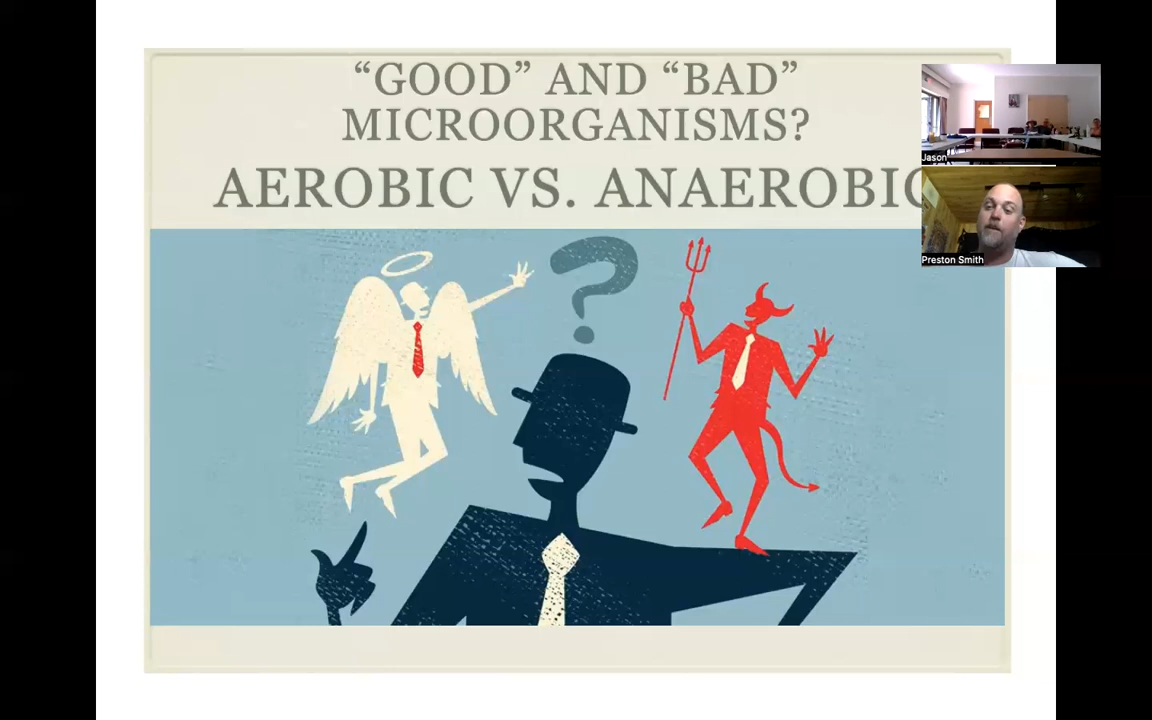 “GOOD” AND “BAD”
MICROORGANISMS?
AEROBIC VS. ANAEROBIC
Jason
Preston Smith